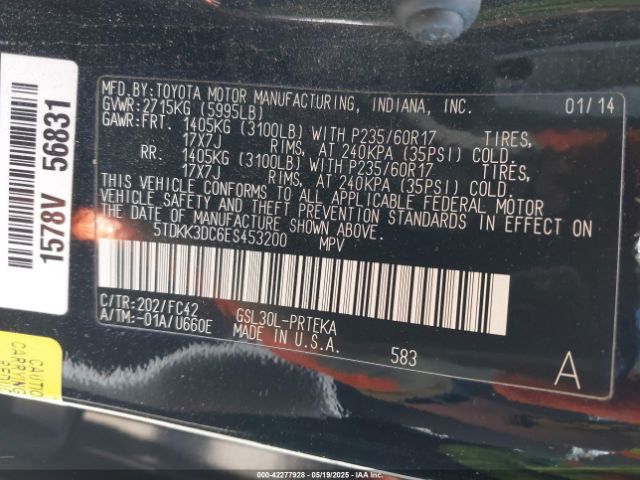 MFD.BY:TOYOTA MOTOR MANUFACTURING, INDIANA, INC. 01/14
GVWR:2715KG (5995LB)
GAWR:FRT. 1405KG (3100LB) WITH P235/60R17 TIRES,
17X7J RIMS, AT 240KPA (35PSI) COLD.
RR. 1405KG (3100LB) WITH P235/60R17 TIRES,
17X7J RIMS, AT 240KPA (35PSI) COLD.
THIS VEHICLE CONFORMS TO ALL APPLICABLE FEDERAL MOTOR
VEHICLE SAFETY AND THEFT PREVENTION STANDARDS IN EFFECT ON
THE DATE OF MANUFACTURE SHOWN ABOVE.
5TDKK3DC6ES453200 MPV
C/TR:202/FC42 GSL30L-PRTEKA
A/TM:-01A/U660E MADE IN U.S.A.
583
A
1578V 56831
CAUTION
CARRYING
000-42277928 - 05/19/2025 - IAA Inc.